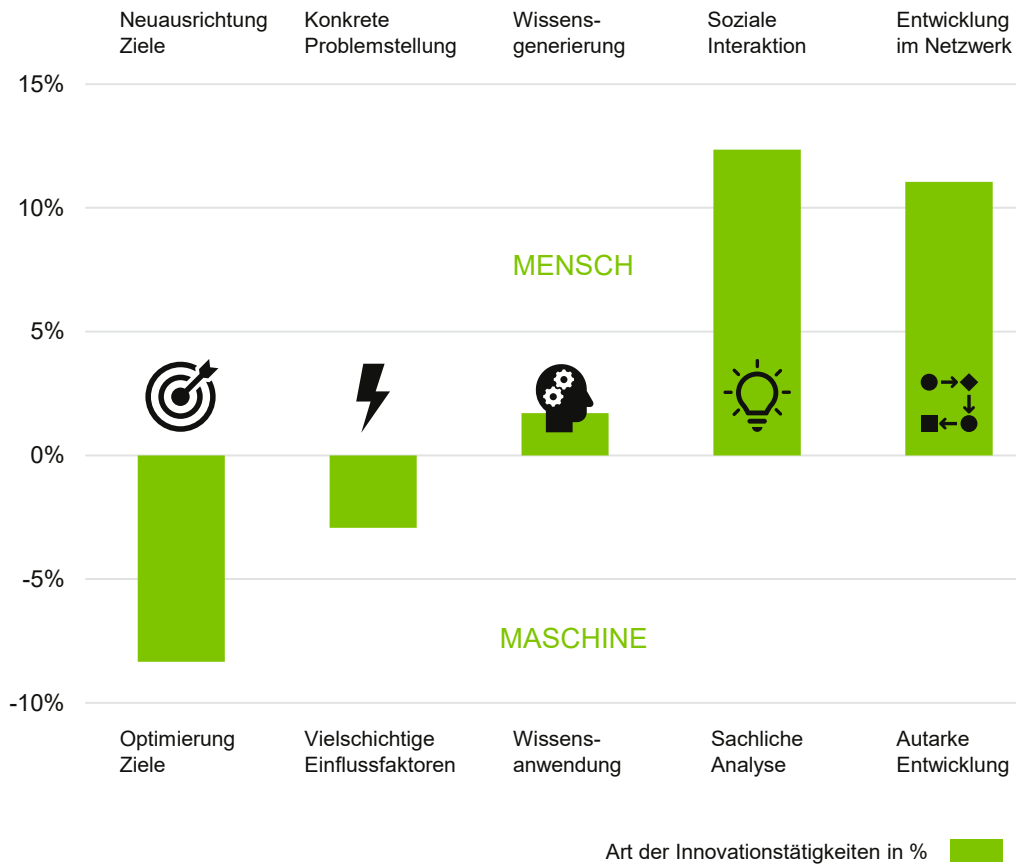 Neuausrichtung
Ziele
Konkrete
Problemstellung
Wissens-
generierung
Soziale
Interaktion
Entwicklung
im Netzwerk
15%
10%
MENSCH
5%
0%
-5%
MASCHINE
-10%
Optimierung
Ziele
Vielschichtige
Einflussfaktoren
Wissens-
anwendung
Sachliche
Analyse
Autarke
Entwicklung
Art der Innovationstätigkeiten in %